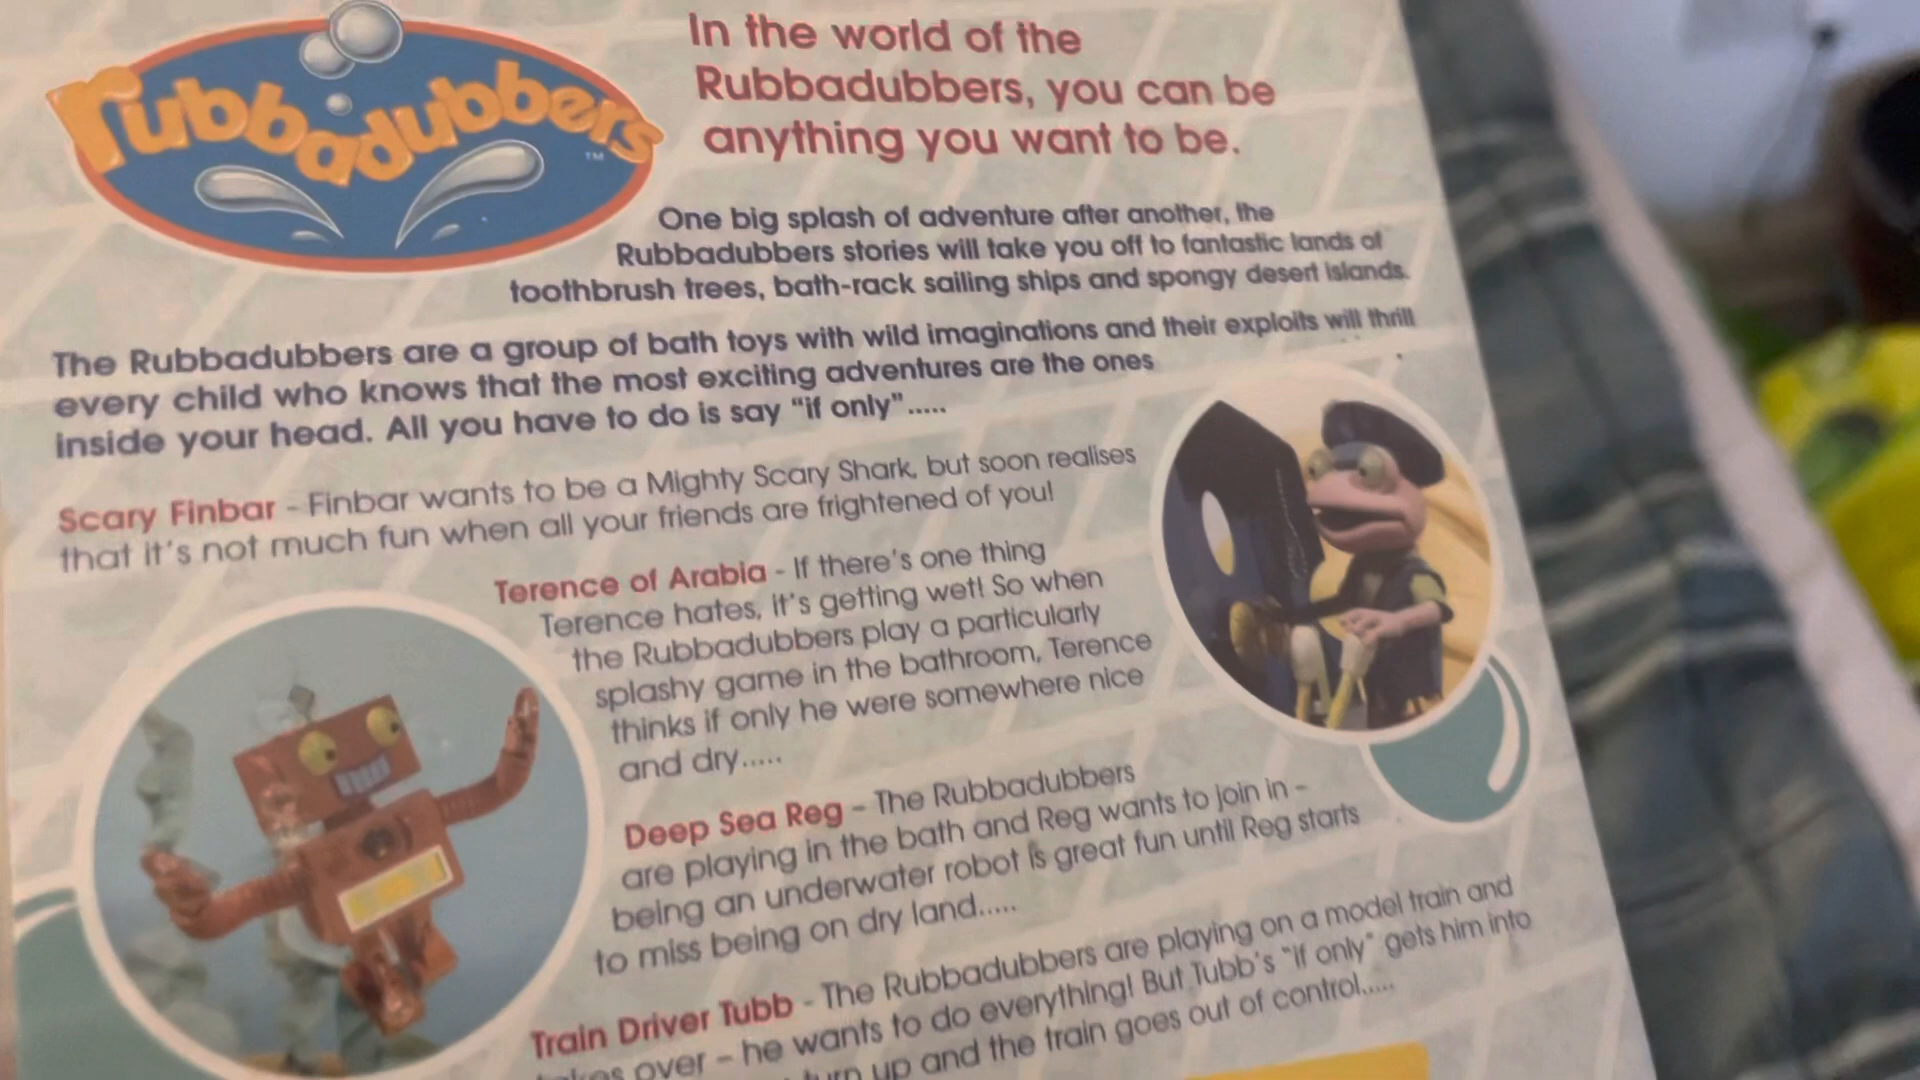 rubbadubbers™
In the world of the
Rubbadubbers, you can be
anything you want to be.
One big splash of adventure after another, the
Rubbadubbers stories will take you off to fantastic lands of
toothbrush trees, bath-rack sailing ships and spongy desert islands.
The Rubbadubbers are a group of bath toys with wild imaginations and their exploits will thrill
every child who knows that the most exciting adventures are the ones
inside your head. All you have to do is say “if only”.....
Scary Finbar - Finbar wants to be a Mighty Scary Shark, but soon realises
that it's not much fun when all your friends are frightened of you!
Terence of Arabia - If there's one thing
Terence hates, it's getting wet! So when
the Rubbadubbers play a particularly
splashy game in the bathroom, Terence
thinks if only he were somewhere nice
and dry.....
Deep Sea Reg – The Rubbadubbers
are playing in the bath and Reg wants to join in –
being an underwater robot is great fun until Reg starts
to miss being on dry land.....
Train Driver Tubb - The Rubbadubbers are playing on a model train and
over – he wants to do everything! But Tubb's “if only” gets him into
turn up and the train goes out of control.....